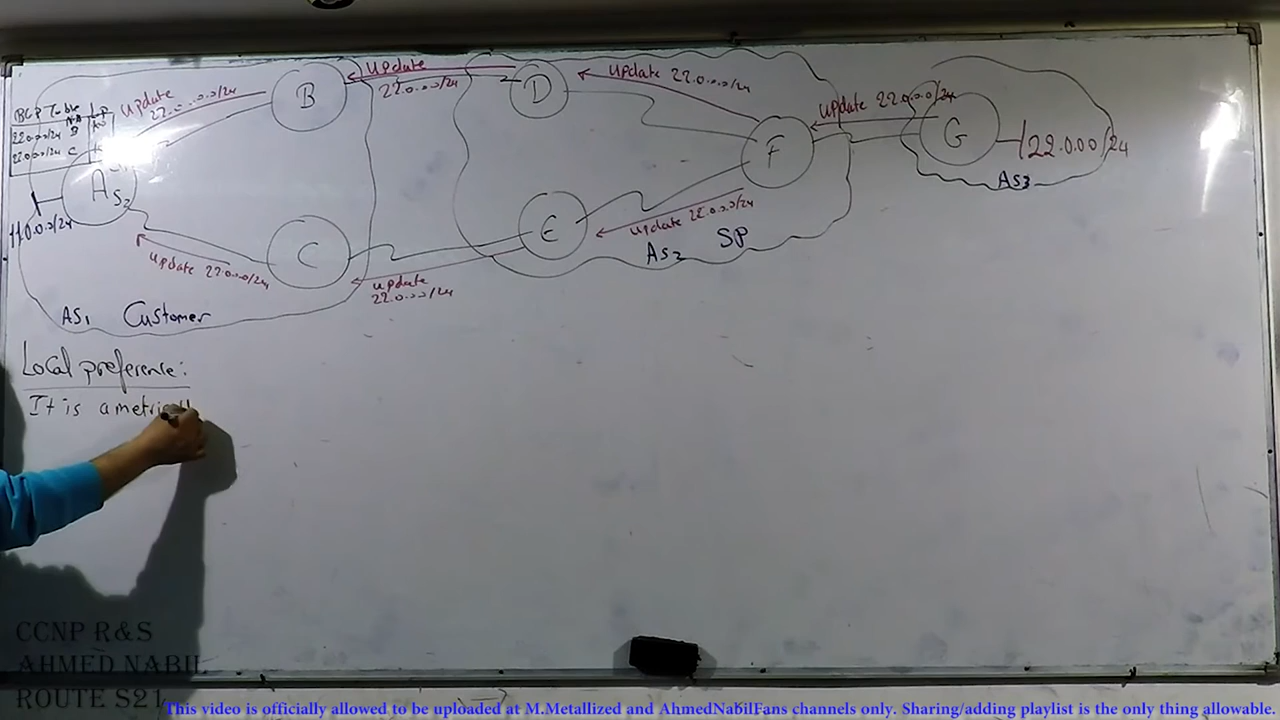 BGP Table
N.H
L.P
22.0.0.0/24 B
22.0.0.0/24 C
update
22.0.0.0/24
B
update
22.0.0.0/24
D
update 22.0.0.0/24
F
update 22.0.0.0/24
G
22.0.0.0/24
AS3
A
11.0.0.0/24
update 22.0.0.0/24
C
update
22.0.0.0/24
E
update 22.0.0.0/24
AS2 SP
AS1 Customer
Local preference:
It is a metric
CCNP R&S
AHMED NABIL
ROUTE S21
This video is officially allowed to be uploaded at M.Metallized and AhmedNabilFans channels only. Sharing/adding playlist is the only thing allowable.